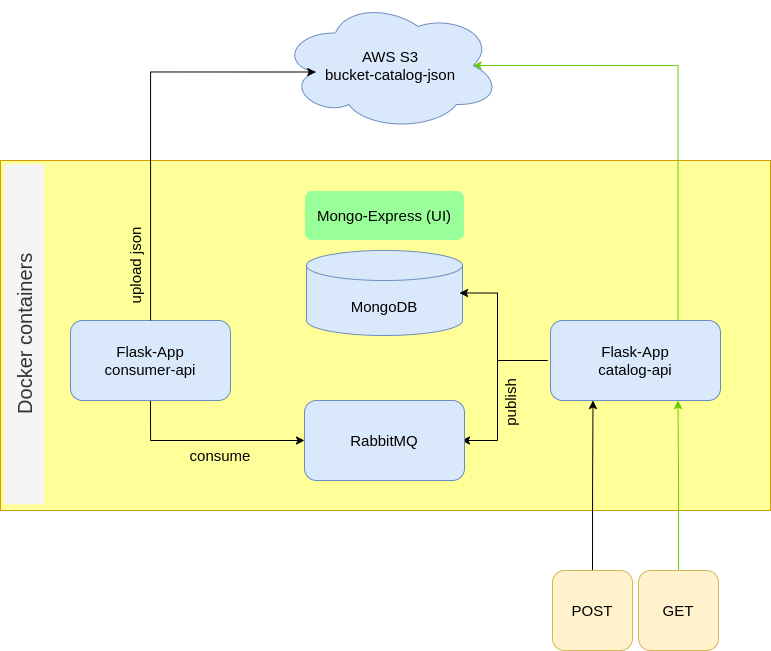 AWS S3
bucket-catalog-json
Docker containers
upload json
Mongo-Express (UI)
MongoDB
Flask-App
consumer-api
Flask-App
catalog-api
publish
RabbitMQ
consume
POST
GET